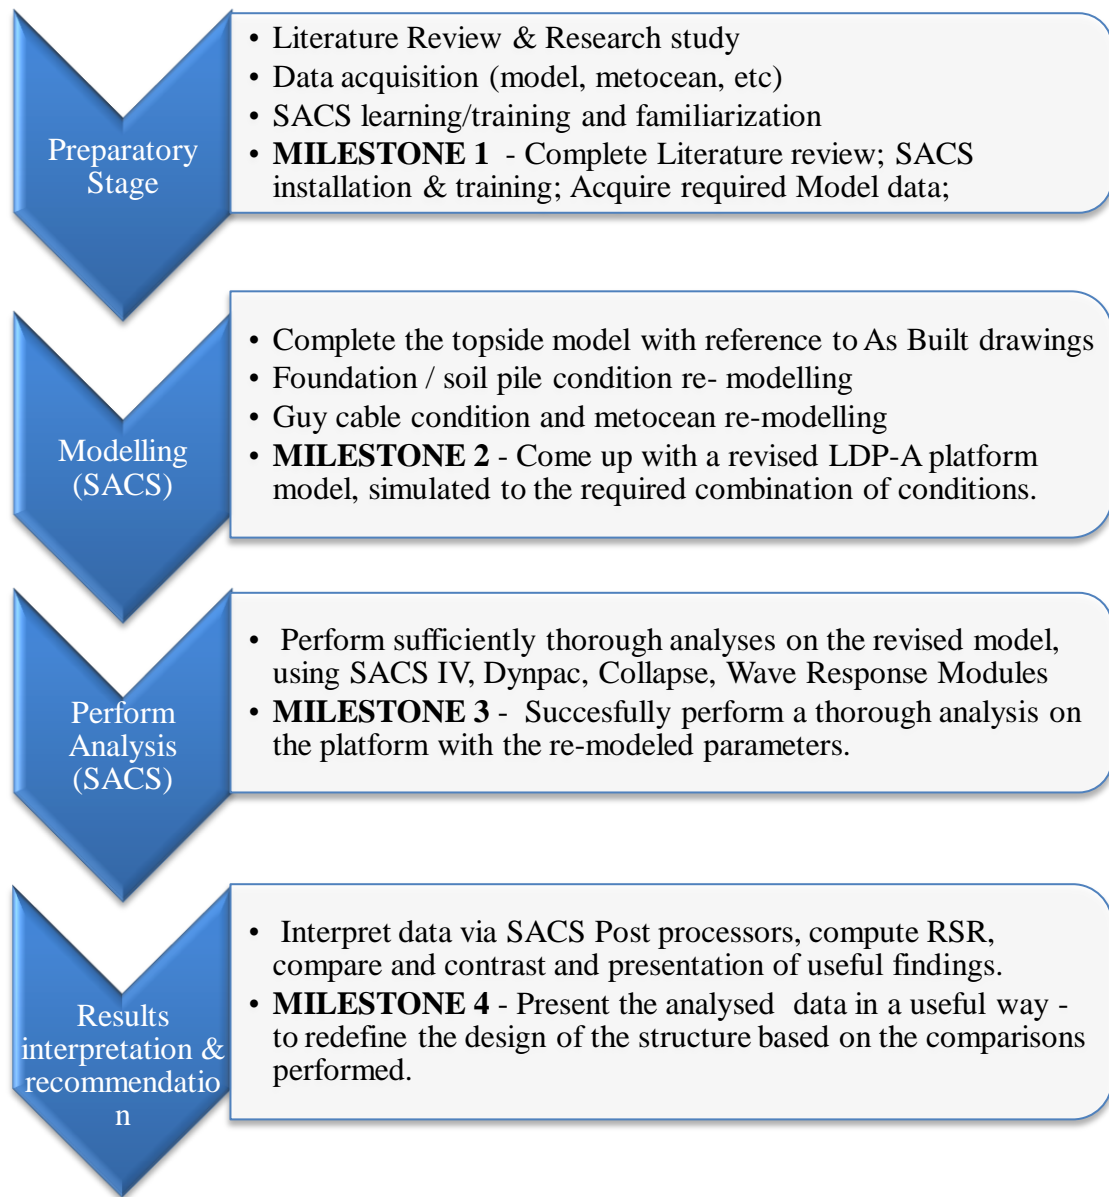 Preparatory
Stage
• Literature Review & Research study
• Data acquisition (model, metocean, etc)
• SACS learning/training and familiarization
• MILESTONE 1 - Complete Literature review; SACS
installation & training; Acquire required Model data;
Modelling
(SACS)
• Complete the topside model with reference to As Built drawings
• Foundation / soil pile condition re- modelling
• Guy cable condition and metocean re-modelling
• MILESTONE 2 - Come up with a revised LDP-A platform
model, simulated to the required combination of conditions.
Perform
Analysis
(SACS)
• Perform sufficiently thorough analyses on the revised model,
using SACS IV, Dynpac, Collapse, Wave Response Modules
• MILESTONE 3 - Succesfully perform a thorough analysis on
the platform with the re-modeled parameters.
Results
interpretation &
recommendatio
n
• Interpret data via SACS Post processors, compute RSR,
compare and contrast and presentation of useful findings.
• MILESTONE 4 - Present the analysed data in a useful way -
to redefine the design of the structure based on the comparisons
performed.